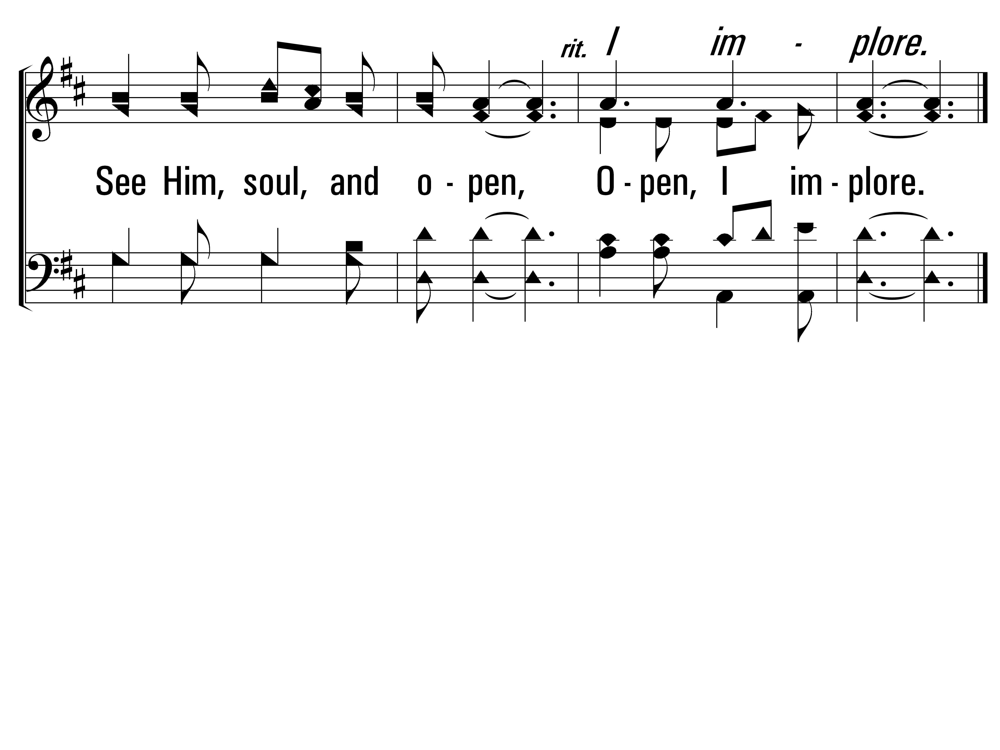 rit. I im - plore.
See Him, soul, and o - pen, O - pen, I im - plore.